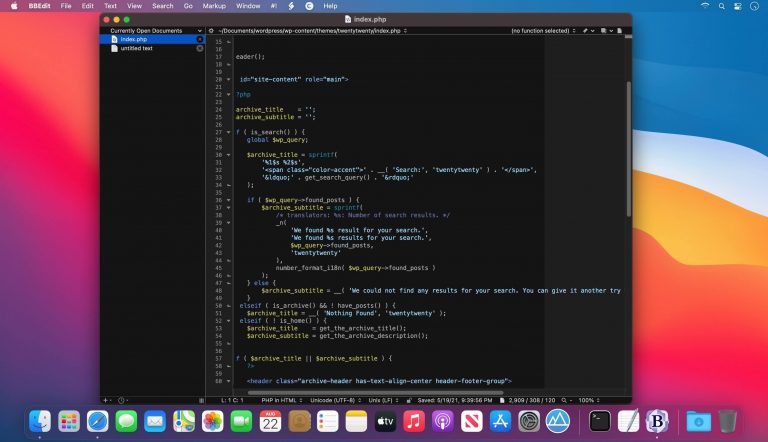 BBEdit File Edit Text View Search Go Markup Window #! Help
index.php
Currently Open Documents
~/Documents/wordpress/wp-content/themes/twentytwenty/index.php
(no function selected)
index.php
untitled text
15
16
17 eader();
18
19
20 id="site-content" role="main">
21
22 ?php
23
24 archive_title = '';
25 archive_subtitle = '';
26
27 f ( is_search() ) {
28 global $wp_query;
29
30 $archive_title = sprintf(
31 '%1$s %2$s',
32 '<span class="color-accent">' . __( 'Search:', 'twentytwenty' ) . '</span>',
33 '&ldquo;' . get_search_query() . '&rdquo;'
34 );
35
36 if ( $wp_query->found_posts ) {
37 $archive_subtitle = sprintf(
38 /* translators: %s: Number of search results. */
39 _n(
40 'We found %s result for your search.',
41 'We found %s results for your search.',
42 $wp_query->found_posts,
43 'twentytwenty'
44 ),
45 number_format_i18n( $wp_query->found_posts )
46 );
47 } else {
48 $archive_subtitle = __( 'We could not find any results for your search. You can give it another try
49 }
50 elseif ( is_archive() && ! have_posts() ) {
51 $archive_title = __( 'Nothing Found', 'twentytwenty' );
52 elseif ( ! is_home() ) {
53 $archive_title = get_the_archive_title();
54 $archive_subtitle = get_the_archive_description();
55
56
57 f ( $archive_title || $archive_subtitle ) {
58 ?>
59
60 <header class="archive-header has-text-align-center header-footer-group">
L: 1 C: 1 PHP in HTML Unicode (UTF-8) Unix (LF) Saved: 5/19/21, 9:39:56 PM 2,909 / 308 / 120 100%
AUG
22
tv